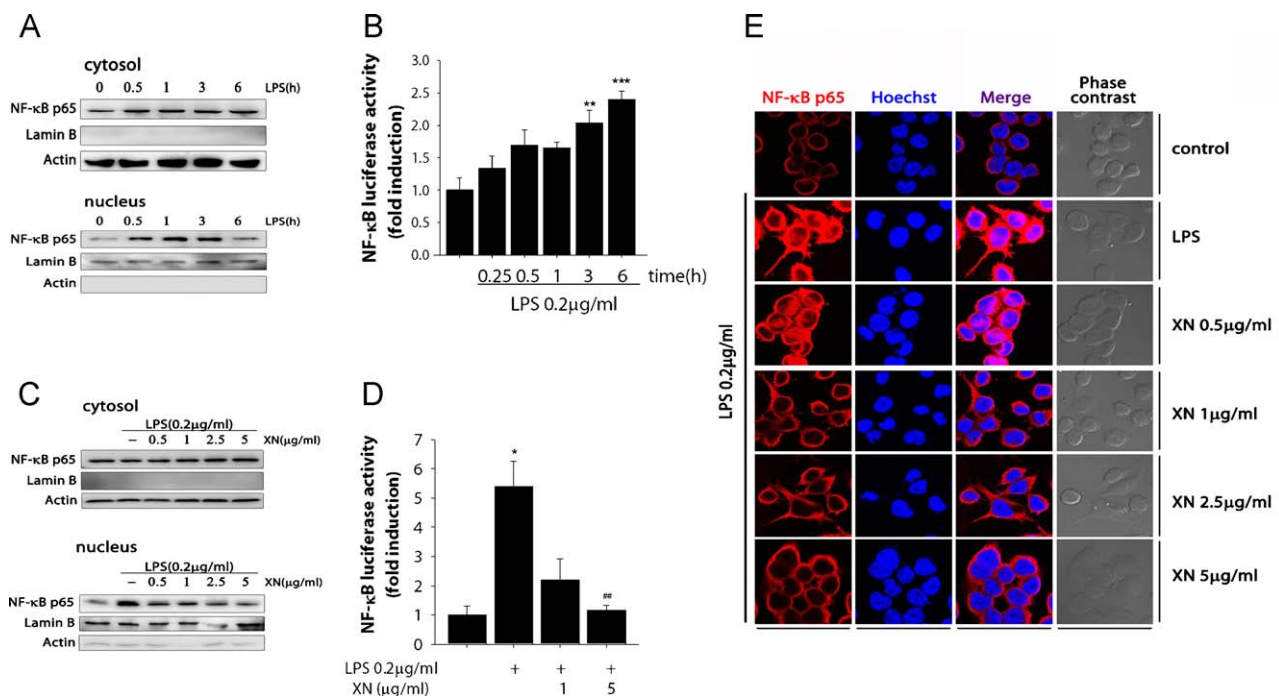 A
cytosol
0 0.5 1 3 6 LPS(h)
NF-κB p65
Lamin B
Actin
nucleus
0 0.5 1 3 6 LPS(h)
NF-κB p65
Lamin B
Actin
B
NF-κB luciferase activity
(fold induction)
3.0
2.5
2.0
1.5
1.0
0.5
0.0
**
***
0.25 0.5 1 3 6 time(h)
LPS 0.2μg/ml
C
cytosol
LPS(0.2μg/ml)
– 0.5 1 2.5 5 XN(μg/ml)
NF-κB p65
Lamin B
Actin
nucleus
LPS(0.2μg/ml)
– 0.5 1 2.5 5 XN(μg/ml)
NF-κB p65
Lamin B
Actin
D
NF-κB luciferase activity
(fold induction)
7
6
5
4
3
2
1
0
*
##
LPS 0.2μg/ml + + +
XN (μg/ml) 1 5
E
NF-κB p65 Hoechst Merge Phase
contrast
control
LPS
XN 0.5μg/ml
XN 1μg/ml
XN 2.5μg/ml
XN 5μg/ml
LPS 0.2μg/ml